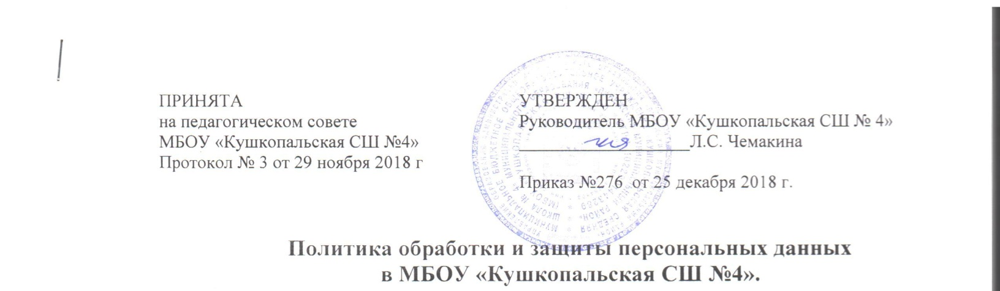 ПРИНЯТА
на педагогическом совете
МБОУ «Кушкопальская СШ №4»
Протокол № 3 от 29 ноября 2018 г
УТВЕРЖДЕН
Руководитель МБОУ «Кушкопальская СШ № 4»
Л.С. Чемакина
Приказ №276 от 25 декабря 2018 г.
Политика обработки и защиты персональных данных
в МБОУ «Кушкопальская СШ №4».